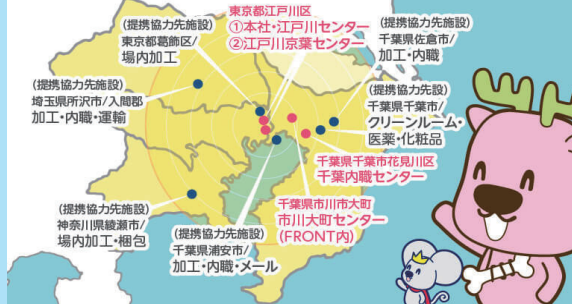 東京都江戸川区
①本社・江戸川センター
②江戸川京葉センター
(提携協力先施設)
東京都葛飾区/
場内加工
(提携協力先施設)
千葉県佐倉市/
加工・内職
(提携協力先施設)
埼玉県所沢市/入間郡
加工・内職・運輸
(提携協力先施設)
千葉県千葉市/
クリーンルーム・
医薬・化粧品
千葉県千葉市花見川区
千葉内職センター
千葉県市川市大町
市川大町センター
(FRONT内)
(提携協力先施設)
神奈川県綾瀬市/
場内加工・梱包
(提携協力先施設)
千葉県浦安市/
加工・内職・メール